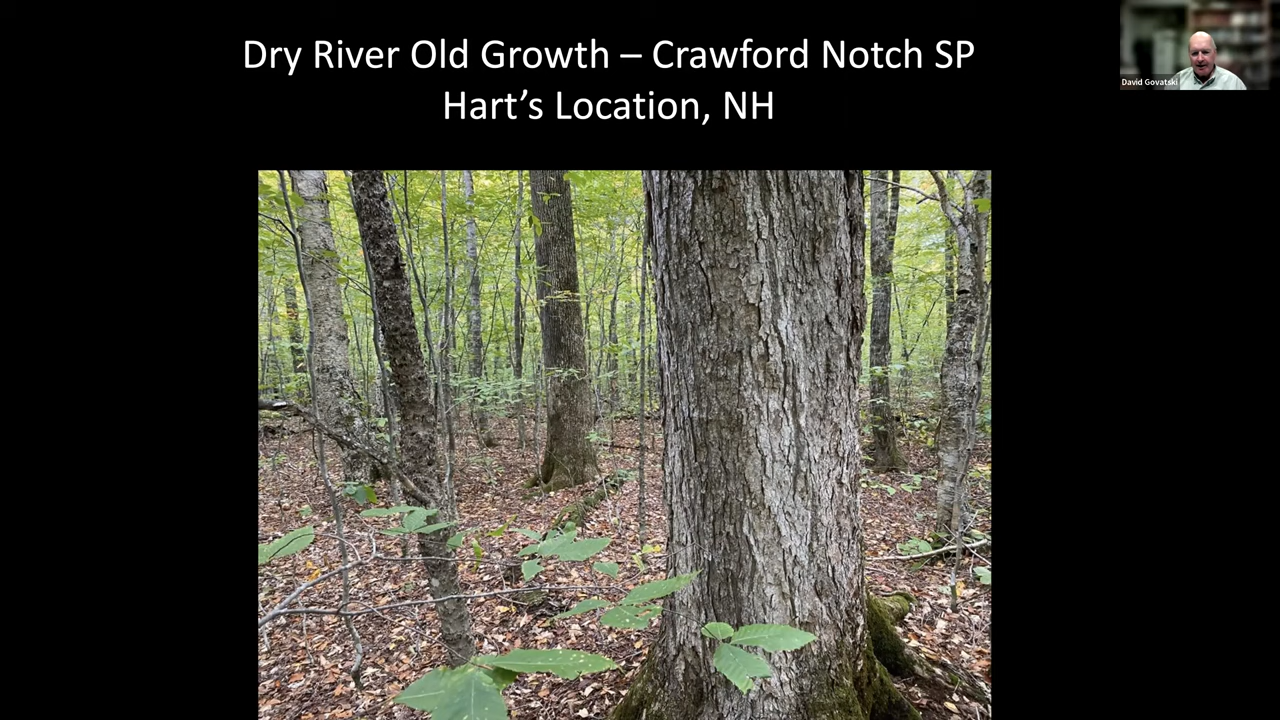 Dry River Old Growth – Crawford Notch SP
Hart’s Location, NH
David Govatski